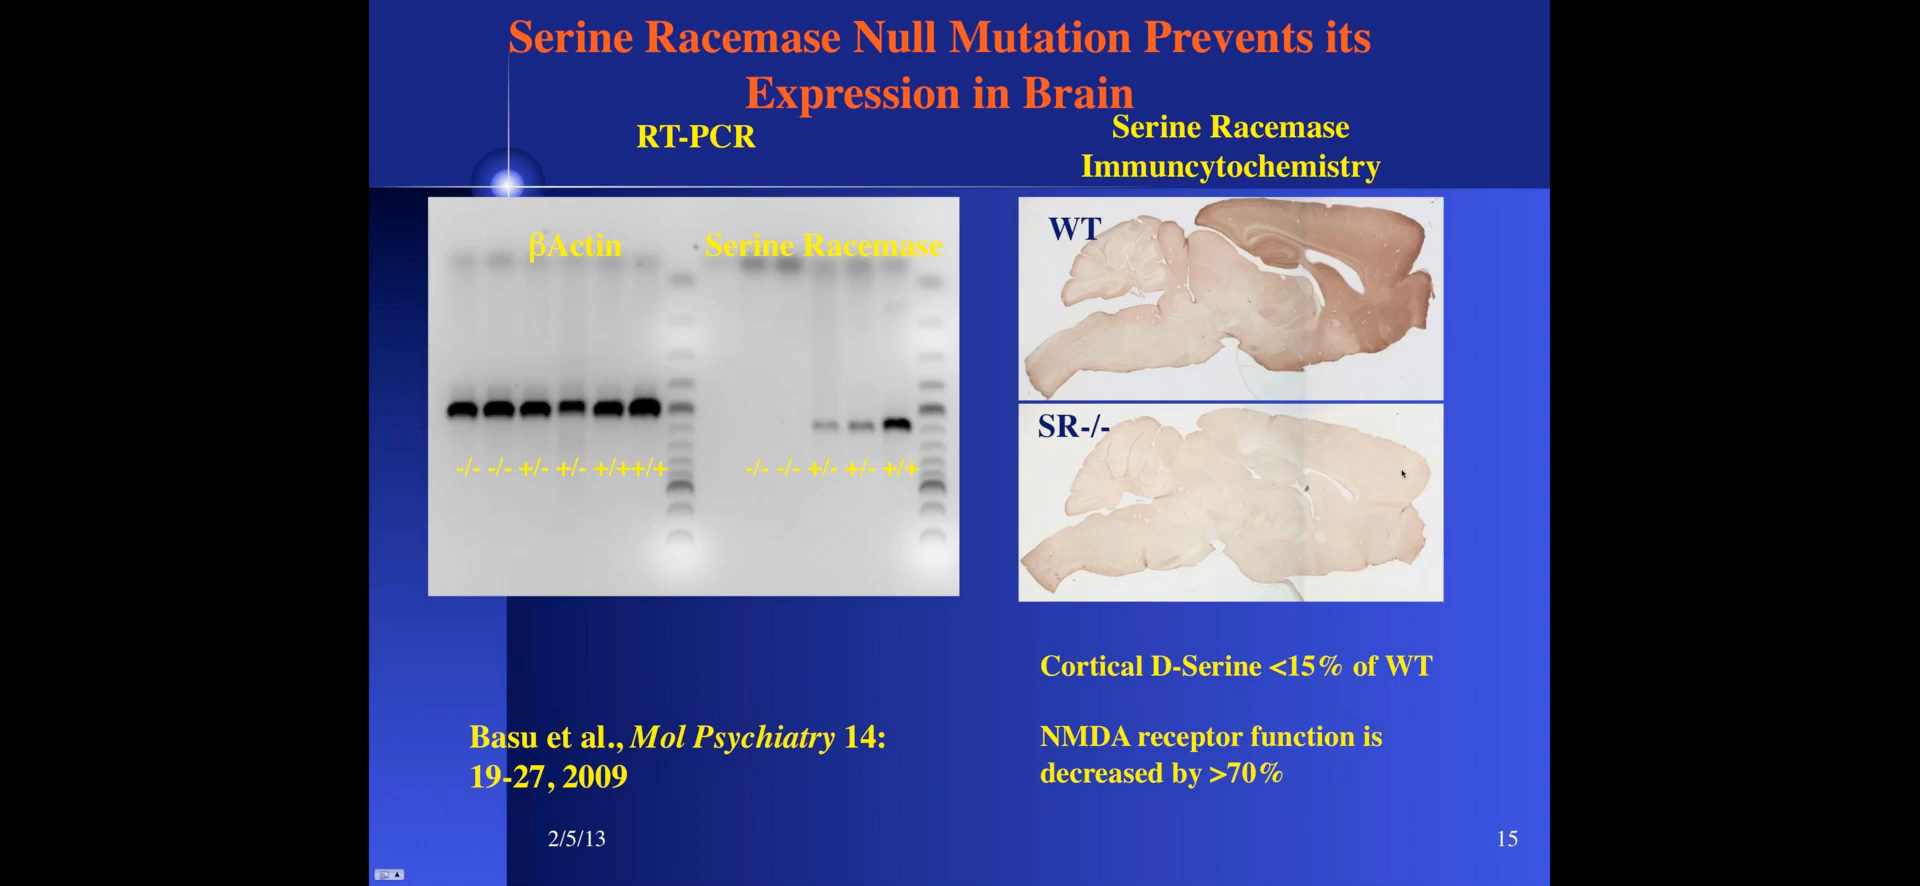 Serine Racemase Null Mutation Prevents its
Expression in Brain
RT-PCR
Serine Racemase
Immuncytochemistry
βActin
Serine Racemase
-/- -/- +/- +/- +/++/+
-/- -/- +/- +/- +/+
WT
SR-/-
Cortical D-Serine <15% of WT
NMDA receptor function is
decreased by >70%
Basu et al., Mol Psychiatry 14:
19-27, 2009
2/5/13
15